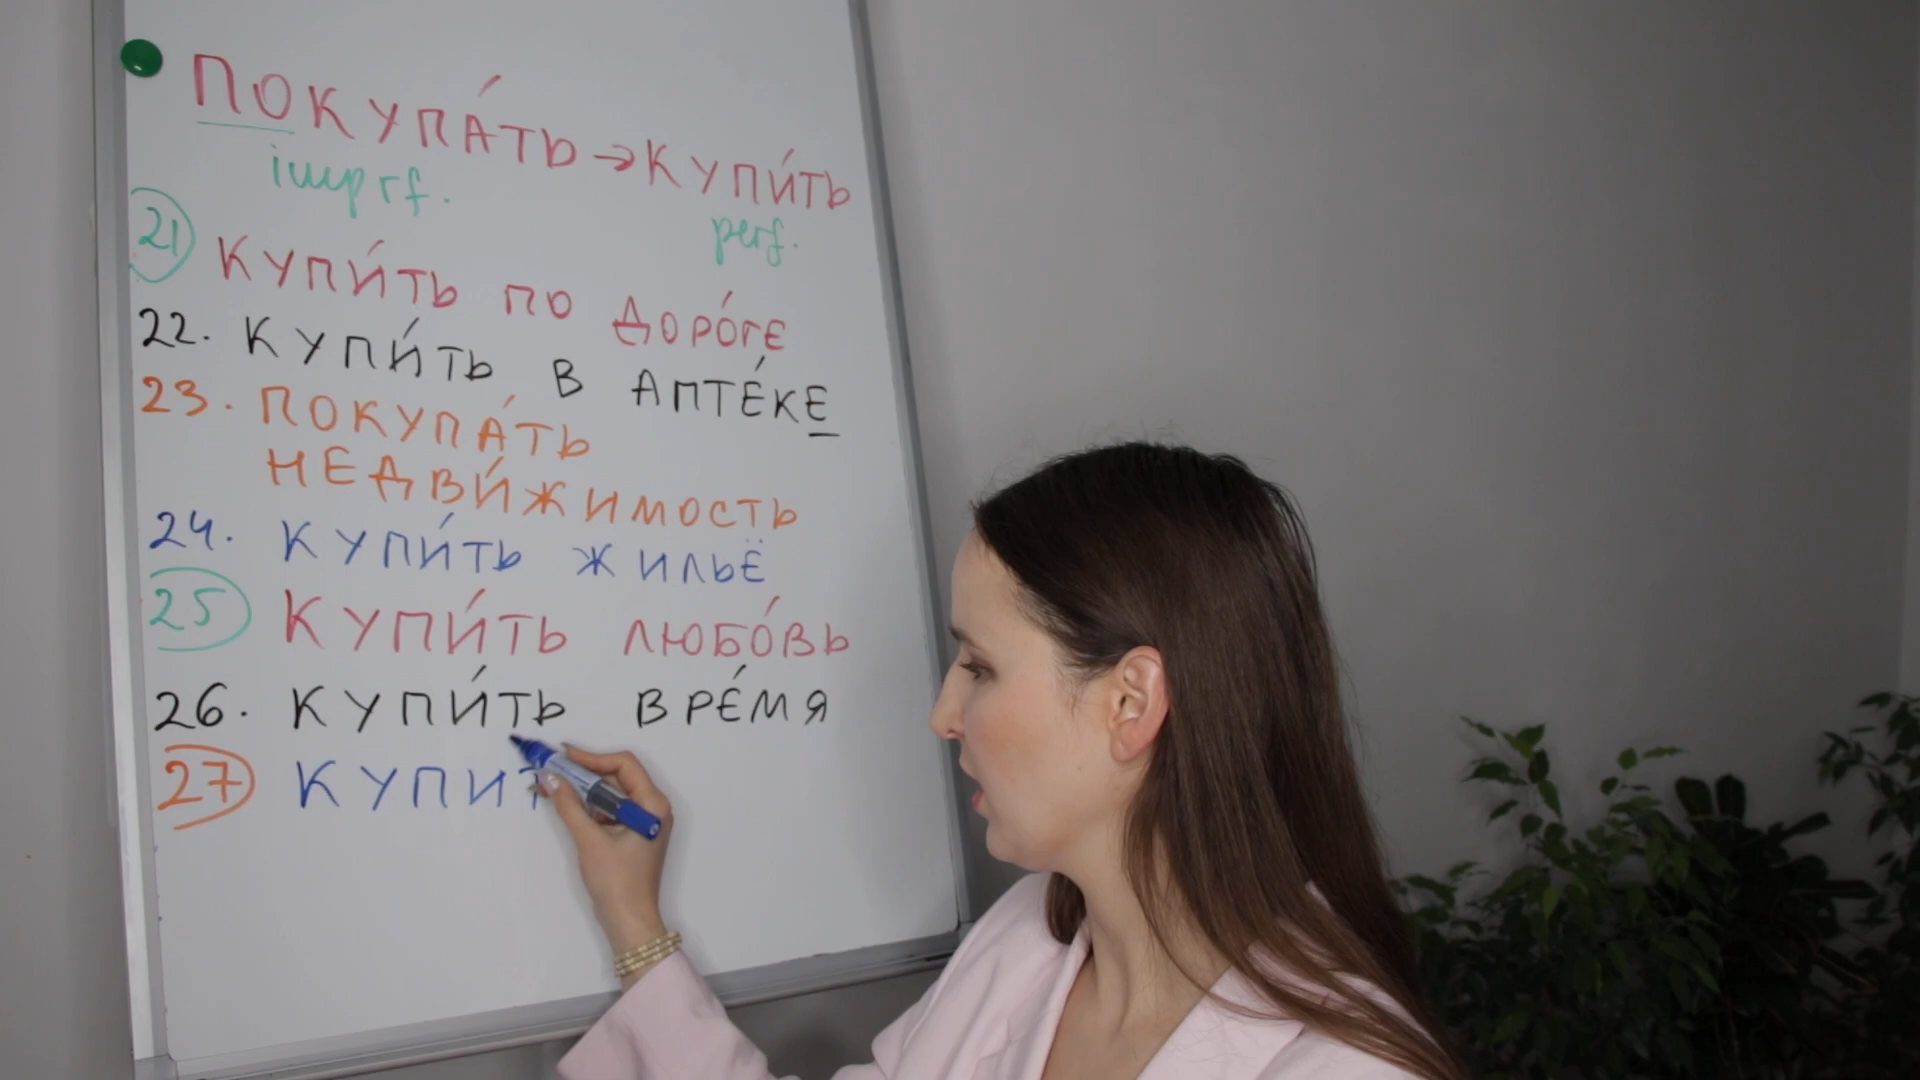 ПОКУПА́ТЬ → КУПИ́ТЬ
imprf. perf.
21 КУПИ́ТЬ ПО ДОРО́ГЕ
22. КУПИ́ТЬ В АПТЕ́КЕ
23. ПОКУПА́ТЬ
НЕДВИ́ЖИМОСТЬ
24. КУПИ́ТЬ ЖИЛЬЁ
25 КУПИ́ТЬ ЛЮБО́ВЬ
26. КУПИ́ТЬ ВРЕ́МЯ
27 КУПИТ